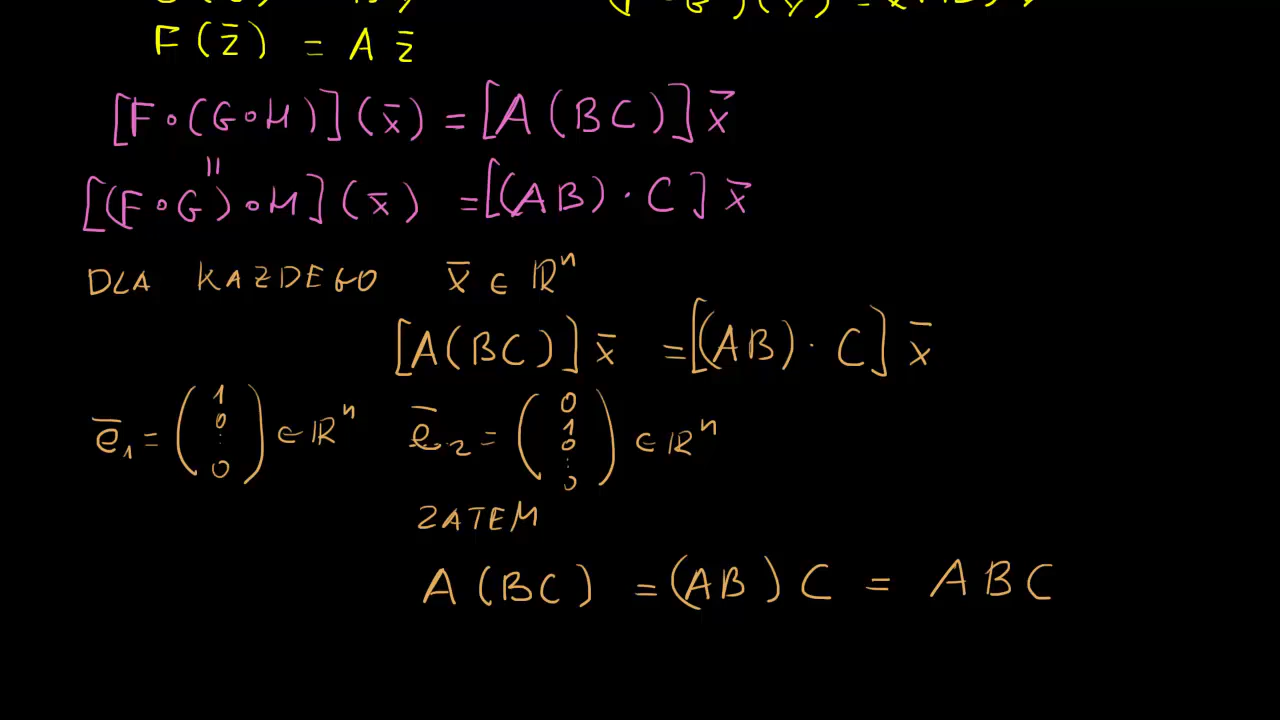 F(z̄) = A z̄
[F∘(G∘H)](x̄) = [A(BC)] x⃗
=
[(F∘G)∘H](x̄) = [(AB)·C] x̄
DLA KAZDEGO x̄ ∈ ℝⁿ
[A(BC)] x̄ = [(AB)·C] x̄
ē₁ = (1 0 ⋮ 0) ∈ ℝⁿ ē₂ = (0 1 0 ⋮ 0) ∈ ℝⁿ
ZATEM
A(BC) = (AB)C = ABC